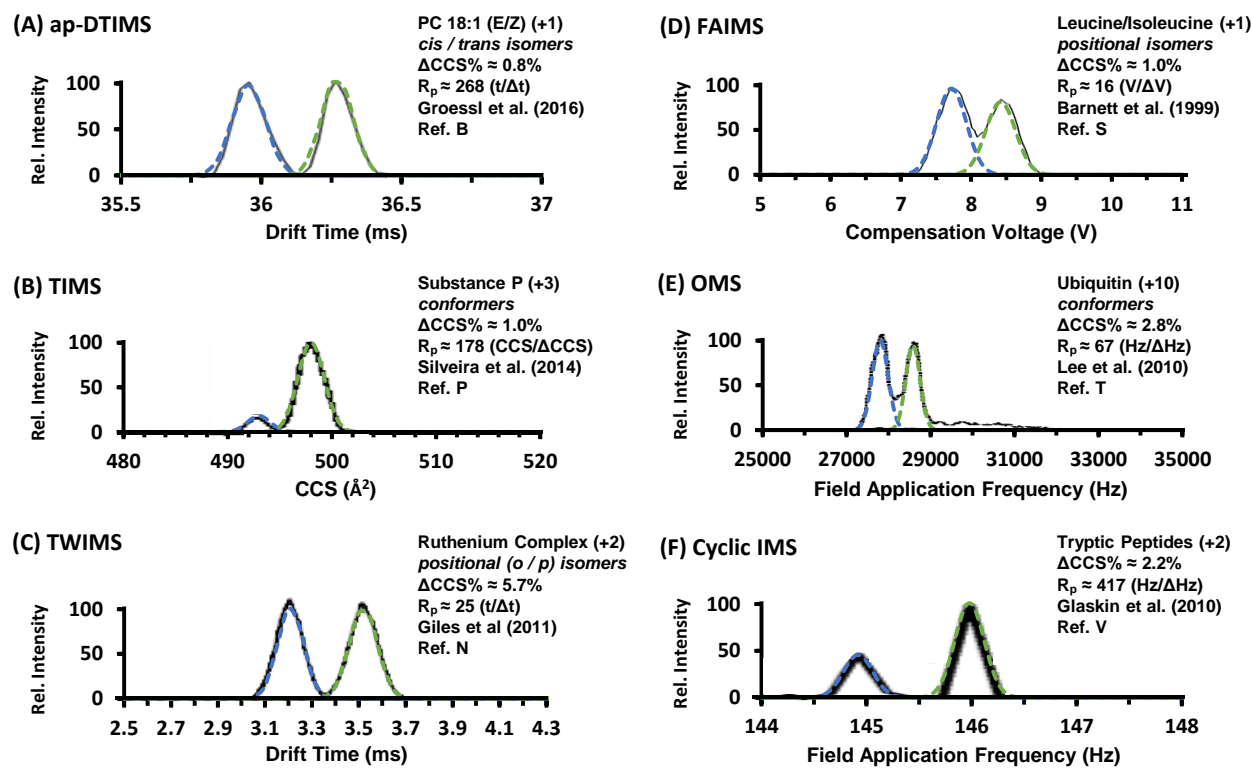 (A) ap-DTIMS
PC 18:1 (E/Z) (+1)
cis / trans isomers
ΔCCS% ≈ 0.8%
Rp ≈ 268 (t/Δt)
Groessl et al. (2016)
Ref. B
Rel. Intensity
100
50
0
35.5 36 36.5 37
Drift Time (ms)
(B) TIMS
Substance P (+3)
conformers
ΔCCS% ≈ 1.0%
Rp ≈ 178 (CCS/ΔCCS)
Silveira et al. (2014)
Ref. P
Rel. Intensity
100
50
0
480 490 500 510 520
CCS (Å²)
(C) TWIMS
Ruthenium Complex (+2)
positional (o / p) isomers
ΔCCS% ≈ 5.7%
Rp ≈ 25 (t/Δt)
Giles et al (2011)
Ref. N
Rel. Intensity
100
50
0
2.5 2.7 2.9 3.1 3.3 3.5 3.7 3.9 4.1 4.3
Drift Time (ms)
(D) FAIMS
Leucine/Isoleucine (+1)
positional isomers
ΔCCS% ≈ 1.0%
Rp ≈ 16 (V/ΔV)
Barnett et al. (1999)
Ref. S
Rel. Intensity
100
50
0
5 6 7 8 9 10 11
Compensation Voltage (V)
(E) OMS
Ubiquitin (+10)
conformers
ΔCCS% ≈ 2.8%
Rp ≈ 67 (Hz/ΔHz)
Lee et al. (2010)
Ref. T
Rel. Intensity
100
50
0
25000 27000 29000 31000 33000 35000
Field Application Frequency (Hz)
(F) Cyclic IMS
Tryptic Peptides (+2)
ΔCCS% ≈ 2.2%
Rp ≈ 417 (Hz/ΔHz)
Glaskin et al. (2010)
Ref. V
Rel. Intensity
100
50
0
144 145 146 147 148
Field Application Frequency (Hz)